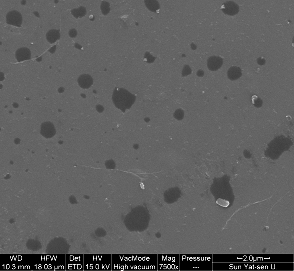 WD HFW Det HV VacMode Mag Pressure 2.0μm
10.3 mm 18.03 μm ETD 15.0 kV High vacuum 7500x --- Sun Yat-sen U